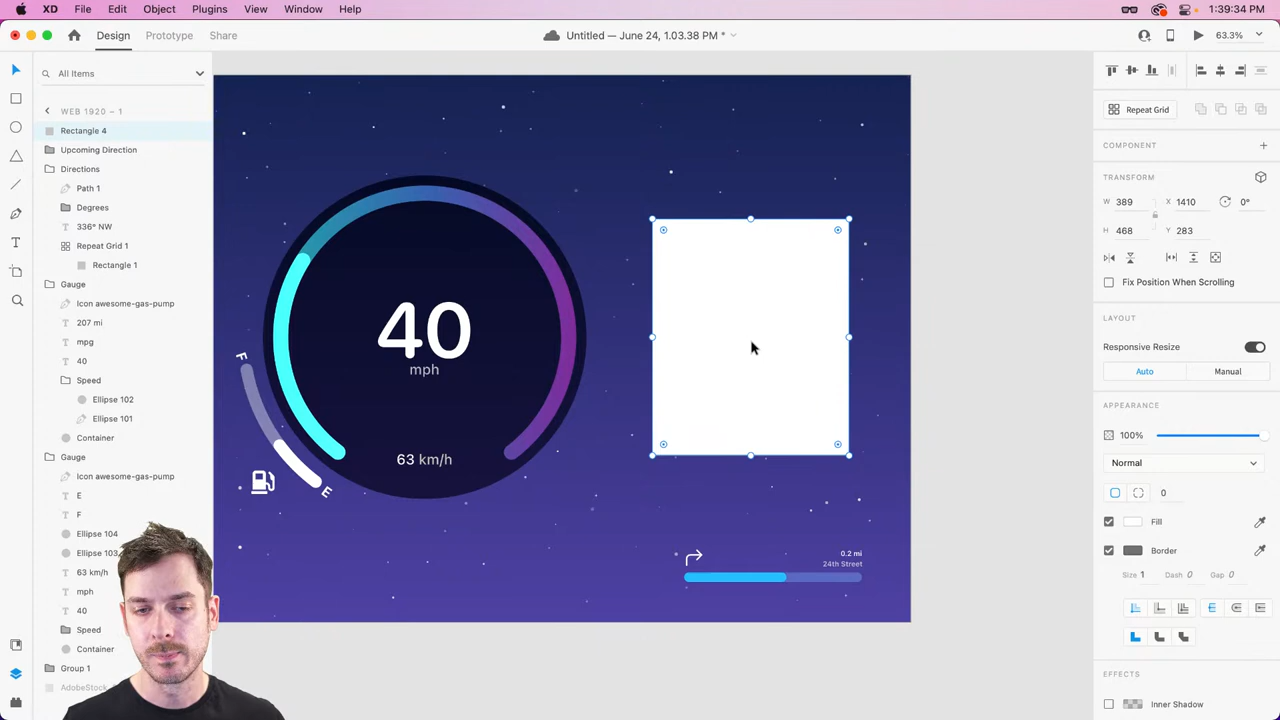 XD File Edit Object Plugins View Window Help 1:39:34 PM
Design Prototype Share Untitled — June 24, 1.03.38 PM * 63.3%
All Items
WEB 1920 – 1
Rectangle 4
Upcoming Direction
Directions
Path 1
Degrees
336° NW
Repeat Grid 1
Rectangle 1
Gauge
Icon awesome-gas-pump
207 mi
mpg
40
Speed
Ellipse 102
Ellipse 101
Container
Gauge
Icon awesome-gas-pump
E
F
Ellipse 104
Ellipse 103
63 km/h
mph
40
Speed
Container
Group 1
AdobeStock_
40
mph
63 km/h
F
E
0.2 mi
24th Street
Repeat Grid
COMPONENT
TRANSFORM
W 389 X 1410 0°
H 468 Y 283
Fix Position When Scrolling
LAYOUT
Responsive Resize
Auto Manual
APPEARANCE
100%
Normal
0
Fill
Border
Size 1 Dash 0 Gap 0
EFFECTS
Inner Shadow